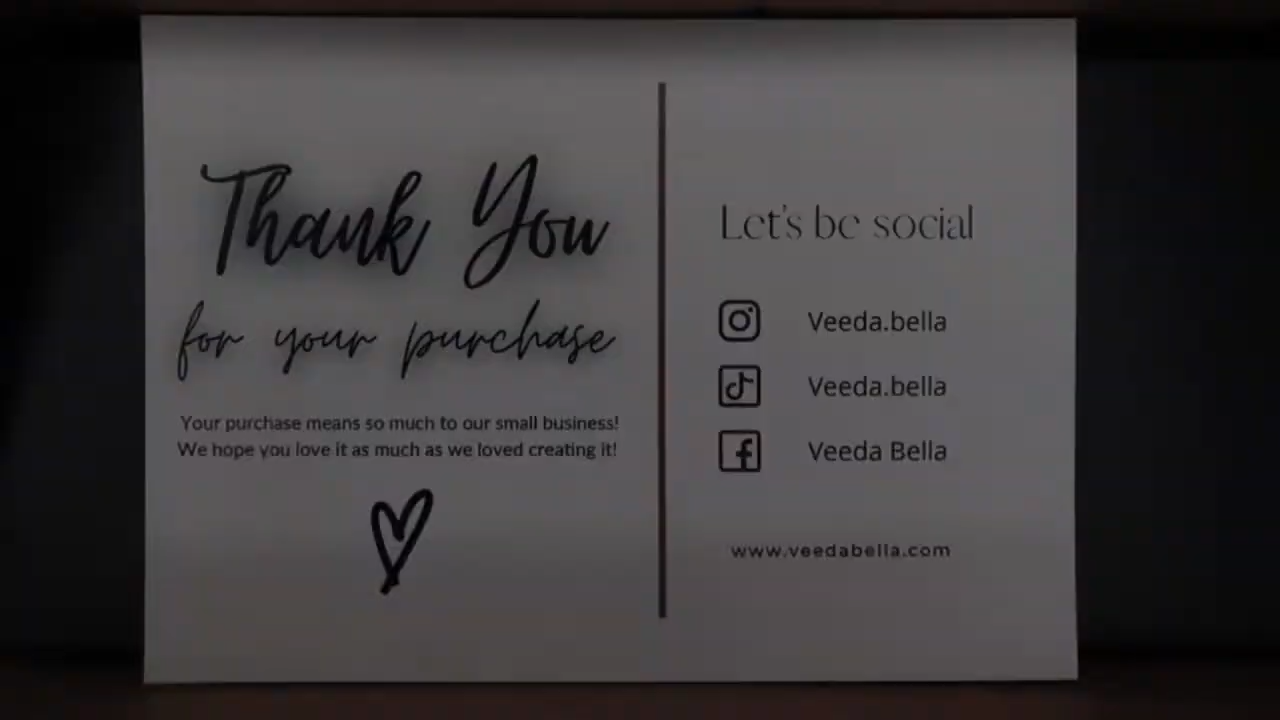 Thank You
for your purchase
Your purchase means so much to our small business!
We hope you love it as much as we loved creating it!
Let's be social
Veeda.bella
Veeda.bella
Veeda Bella
www.veedabella.com